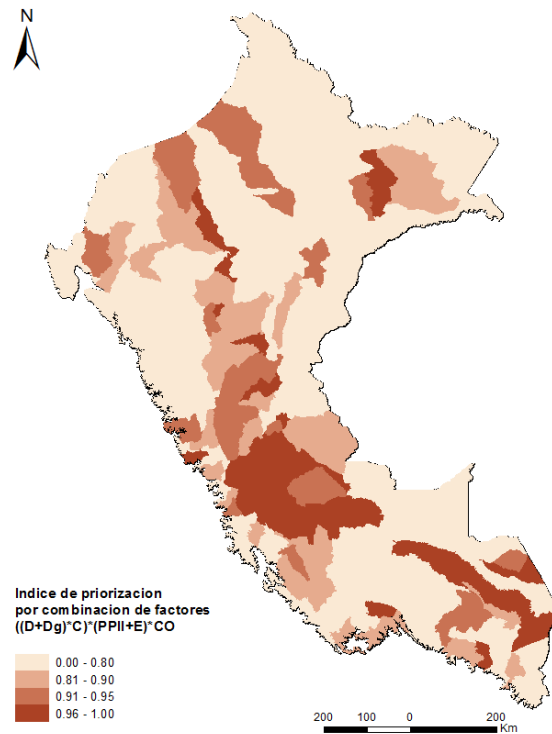 N
Indice de priorizacion
por combinacion de factores
((D+Dg)*C)*(PPII+E)*CO
0.00 - 0.80
0.81 - 0.90
0.91 - 0.95
0.96 - 1.00
200 100 0 200
Km